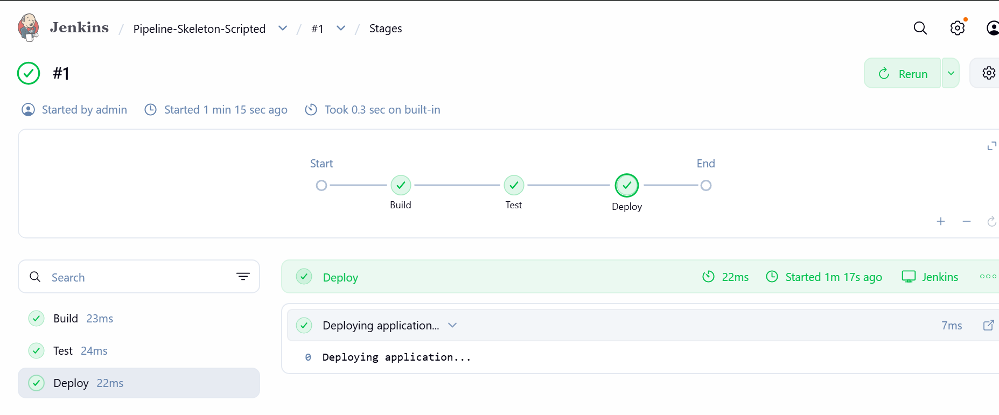 Jenkins / Pipeline-Skeleton-Scripted / #1 / Stages
#1
Rerun
Started by admin Started 1 min 15 sec ago Took 0.3 sec on built-in
Start End
Build Test Deploy
Search
Build 23ms
Test 24ms
Deploy 22ms
Deploy 22ms Started 1m 17s ago Jenkins
Deploying application... 7ms
0 Deploying application...